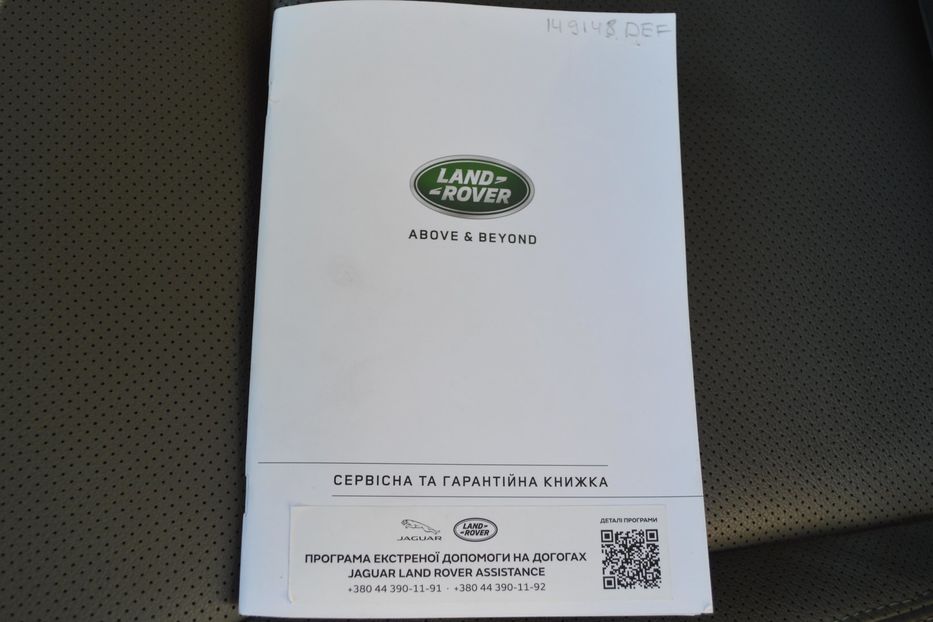 149148 DEF
LAND
ROVER
ABOVE & BEYOND
СЕРВІСНА ТА ГАРАНТІЙНА КНИЖКА
JAGUAR
LAND
ROVER
ДЕТАЛІ ПРОГРАМИ
ПРОГРАМА ЕКСТРЕНОЇ ДОПОМОГИ НА ДОГОГАХ
JAGUAR LAND ROVER ASSISTANCE
+380 44 390-11-91 · +380 44 390-11-92